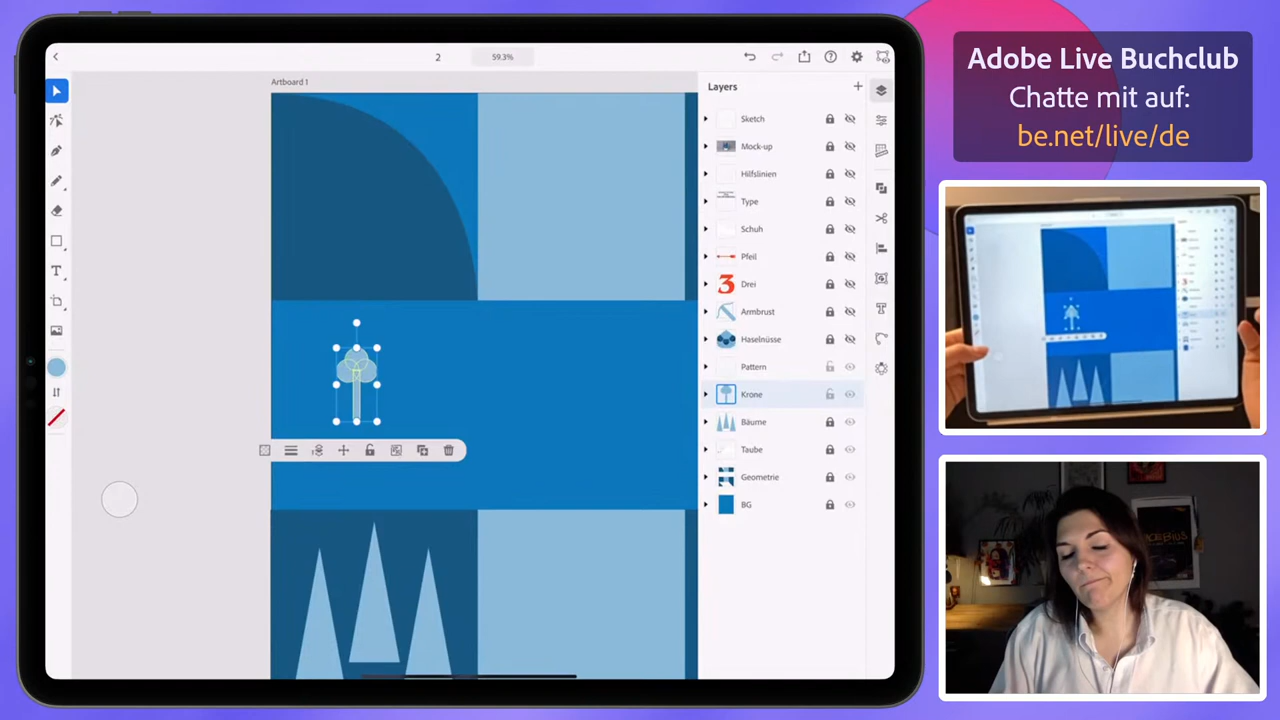 2
59.3%
Artboard 1
Layers
Sketch
Mock-up
Hilfslinien
Type
Schuh
Pfeil
3
Drei
Armbrust
Haselnüsse
Pattern
Krone
Bäume
Taube
Geometrie
BG
T
Adobe Live Buchclub
Chatte mit auf:
be.net/live/de
MOEBIUS